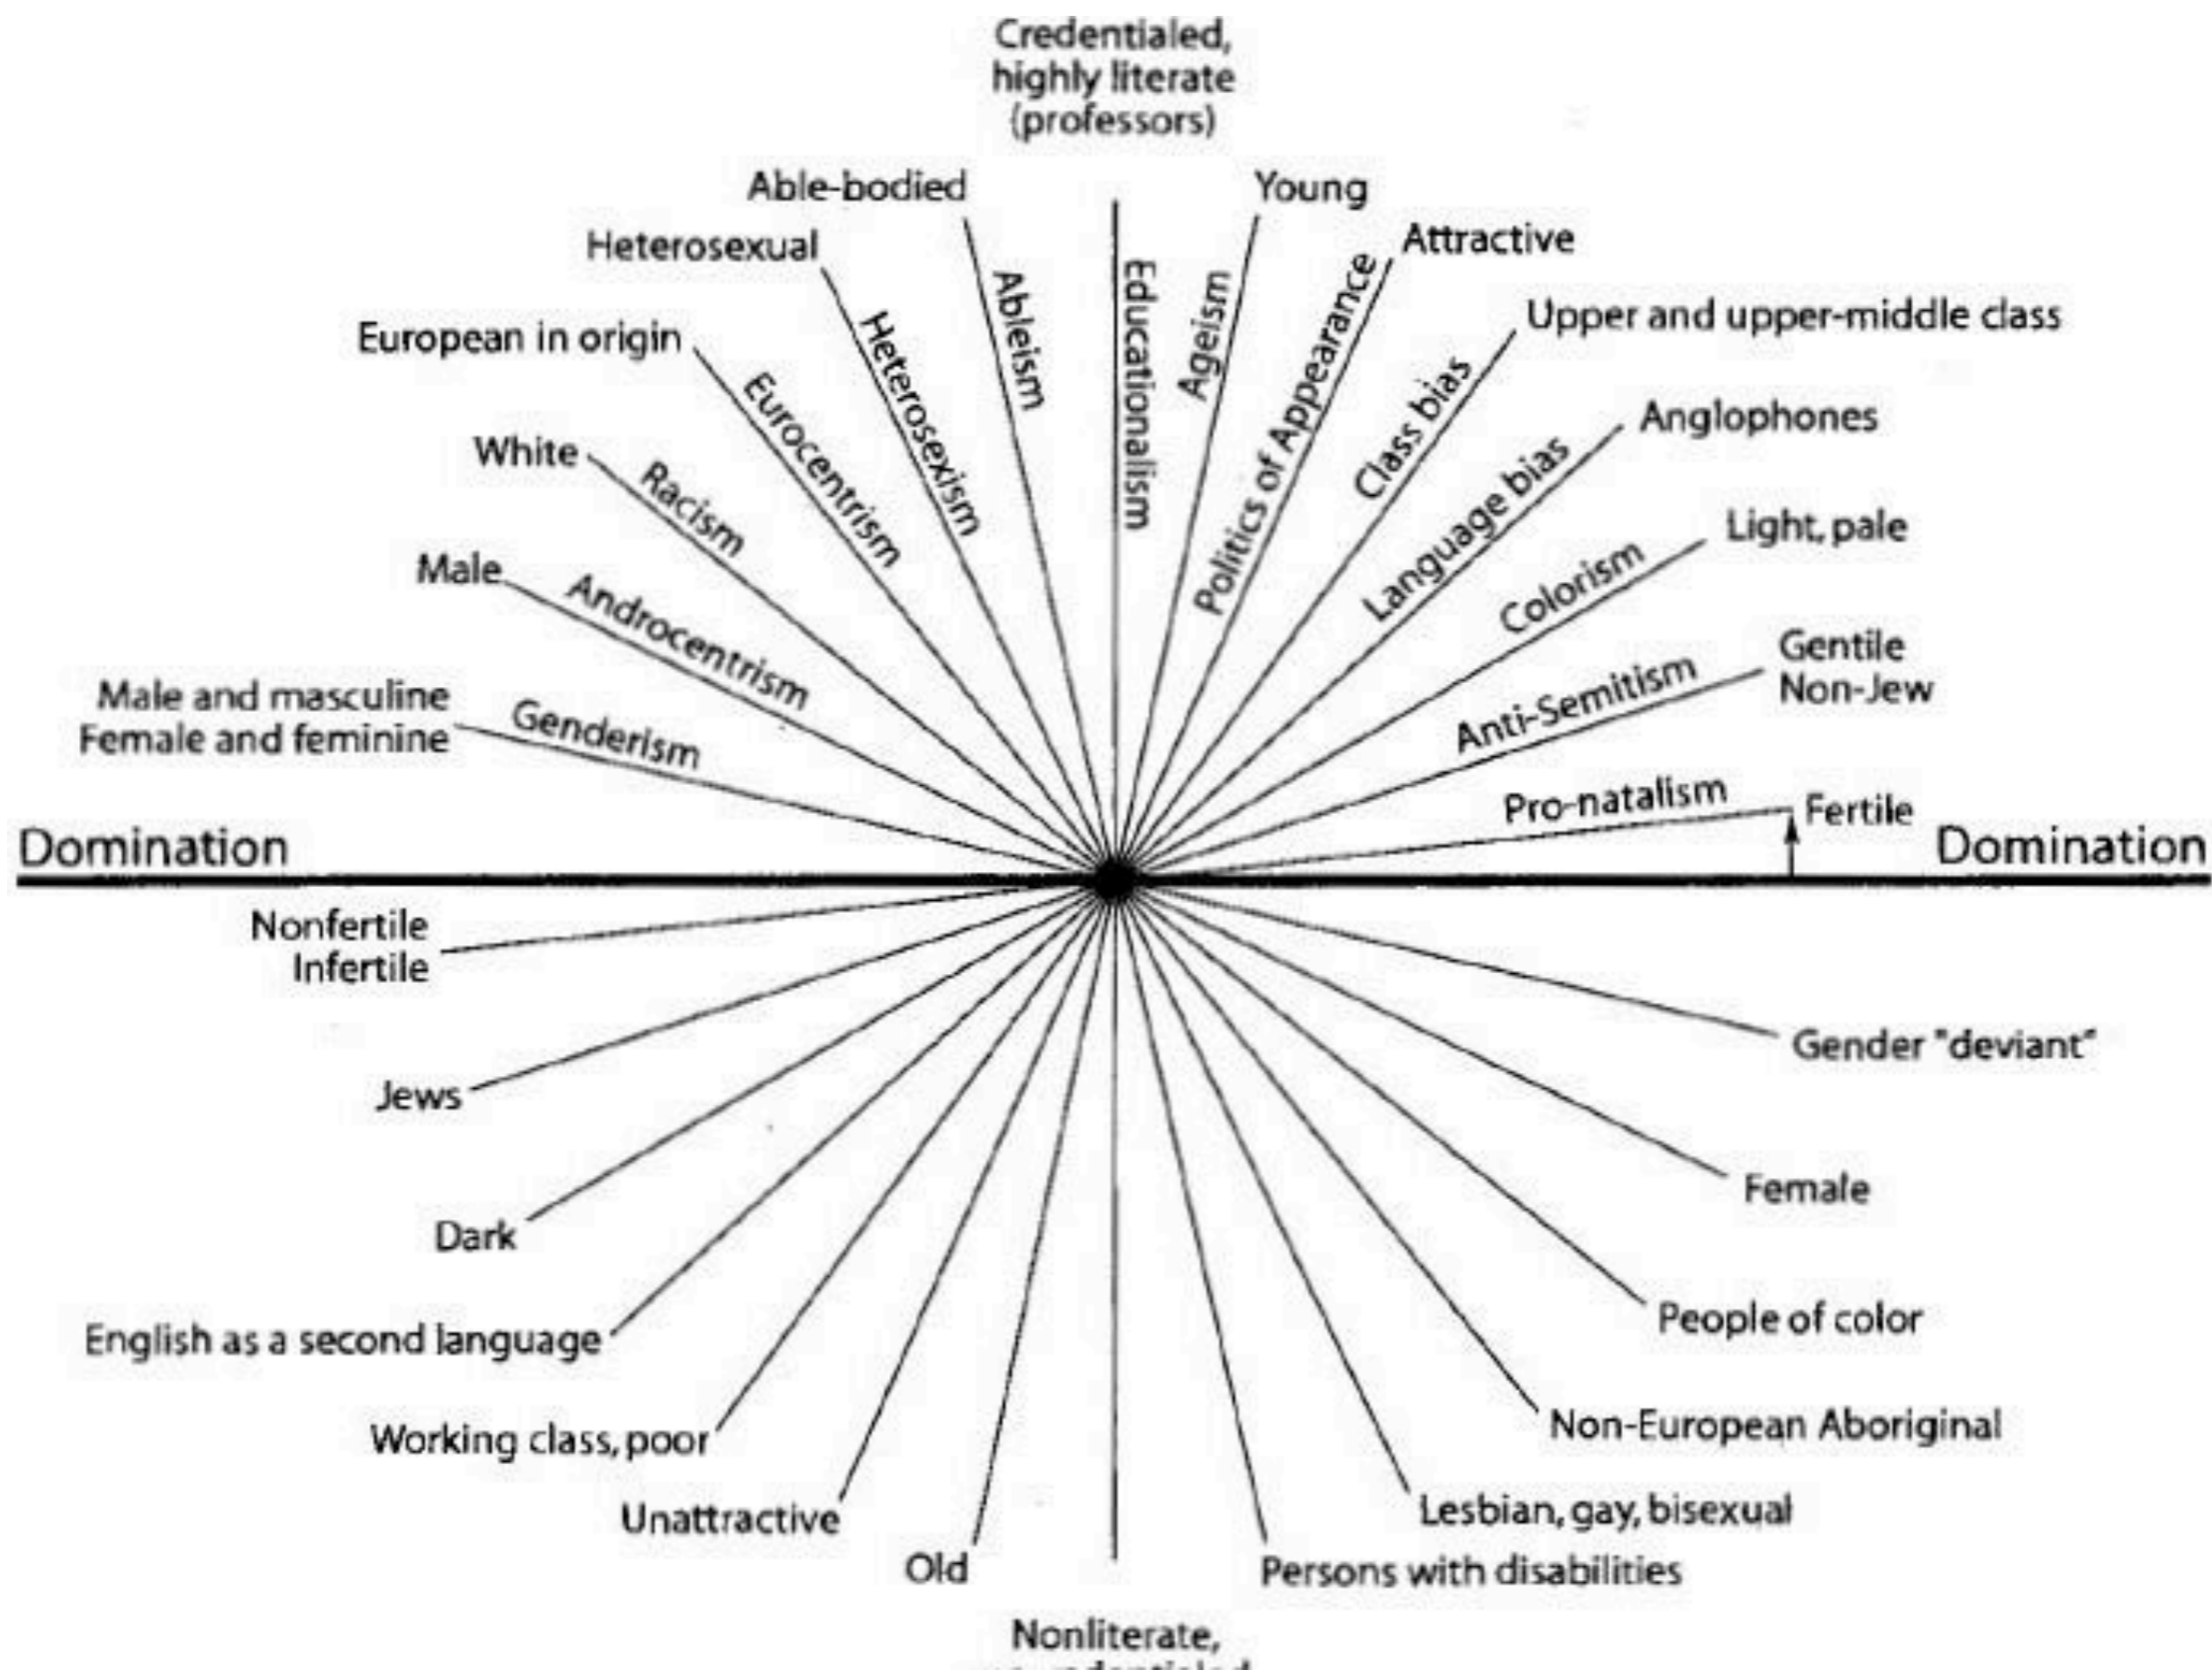 Credentialed,
highly literate
(professors)
Able-bodied
Young
Heterosexual
Attractive
European in origin
Upper and upper-middle class
White
Anglophones
Male
Light, pale
Male and masculine
Female and feminine
Gentile
Non-Jew
Fertile
Genderism
Androcentrism
Racism
Eurocentrism
Heterosexism
Ableism
Educationalism
Ageism
Politics of Appearance
Class bias
Language bias
Colorism
Anti-Semitism
Pro-natalism
Domination
Domination
Nonfertile
Infertile
Gender "deviant"
Jews
Female
Dark
People of color
English as a second language
Non-European Aboriginal
Working class, poor
Lesbian, gay, bisexual
Unattractive
Persons with disabilities
Old
Nonliterate,